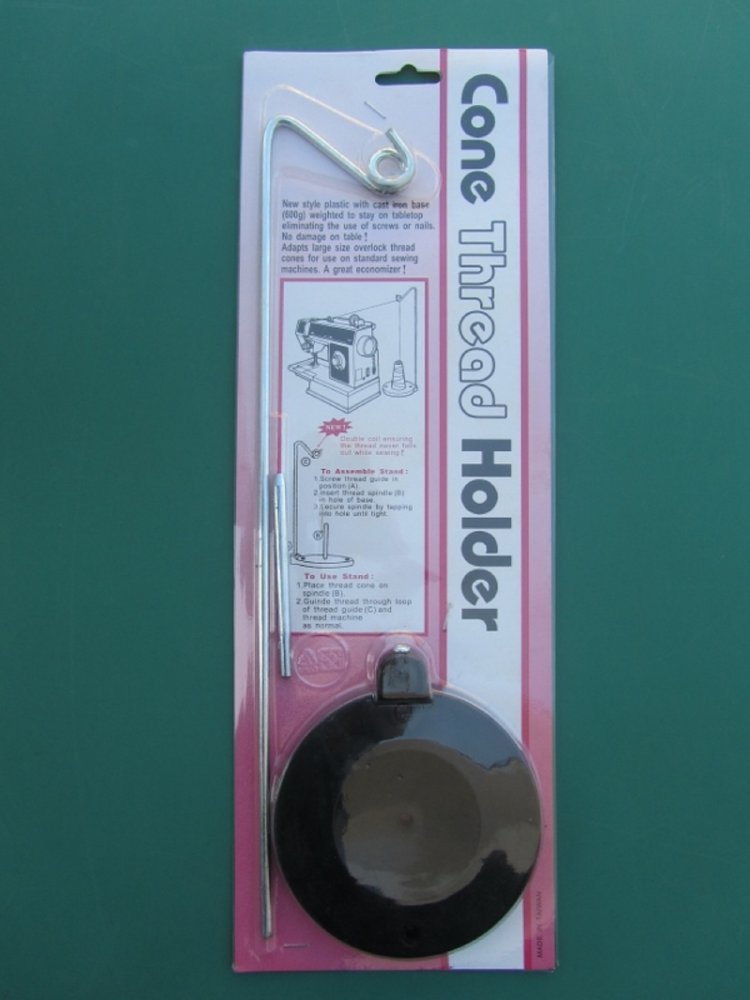 Cone Thread Holder
New style plastic with cast iron base
(600g) weighted to stay on tabletop
eliminating the use of screws or nails.
No damage on table!
Adapts large size overlock thread
cones for use on standard sewing
machines. A great economizer!
NEW!
Double coil ensuring
the thread never falls
out while sewing!
To Assemble Stand:
1.Screw thread guide in
position (A).
2.Insert thread spindle (B)
in hole of base.
3.Secure spindle by tapping
into hole until tight.
To Use Stand:
1.Place thread cone on
spindle (B).
2.Guinde thread through loop
of thread guide (C) and
thread machine
as normal.
MADE IN TAIWAN